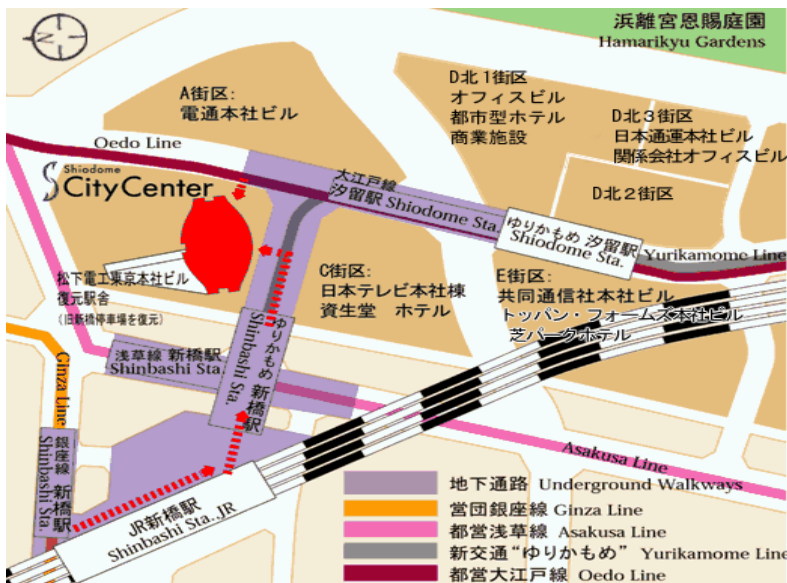 N
浜離宮恩賜庭園
Hamarikyu Gardens
A街区:
電通本社ビル
D北1街区
オフィスビル
都市型ホテル
商業施設
D北3街区
日本通運本社ビル
関係会社オフィスビル
D北2街区
Oedo Line
Shiodome
City Center
大江戸線
汐留駅 Shiodome Sta.
ゆりかもめ 汐留駅
Shiodome Sta.
Yurikamome Line
松下電工東京本社ビル
復元駅舎
(旧新橋停車場を復元)
C街区:
日本テレビ本社棟
資生堂 ホテル
E街区:
共同通信社本社ビル
トッパン・フォームズ本社ビル
芝パークホテル
ゆりかもめ 新橋駅
Shinbashi Sta.
浅草線 新橋駅
Shinbashi Sta.
Ginza Line
銀座線 新橋駅
Shinbashi Sta.
JR新橋駅
Shinbashi Sta. JR
Asakusa Line
地下通路 Underground Walkways
営団銀座線 Ginza Line
都営浅草線 Asakusa Line
新交通“ゆりかもめ” Yurikamome Line
都営大江戸線 Oedo Line